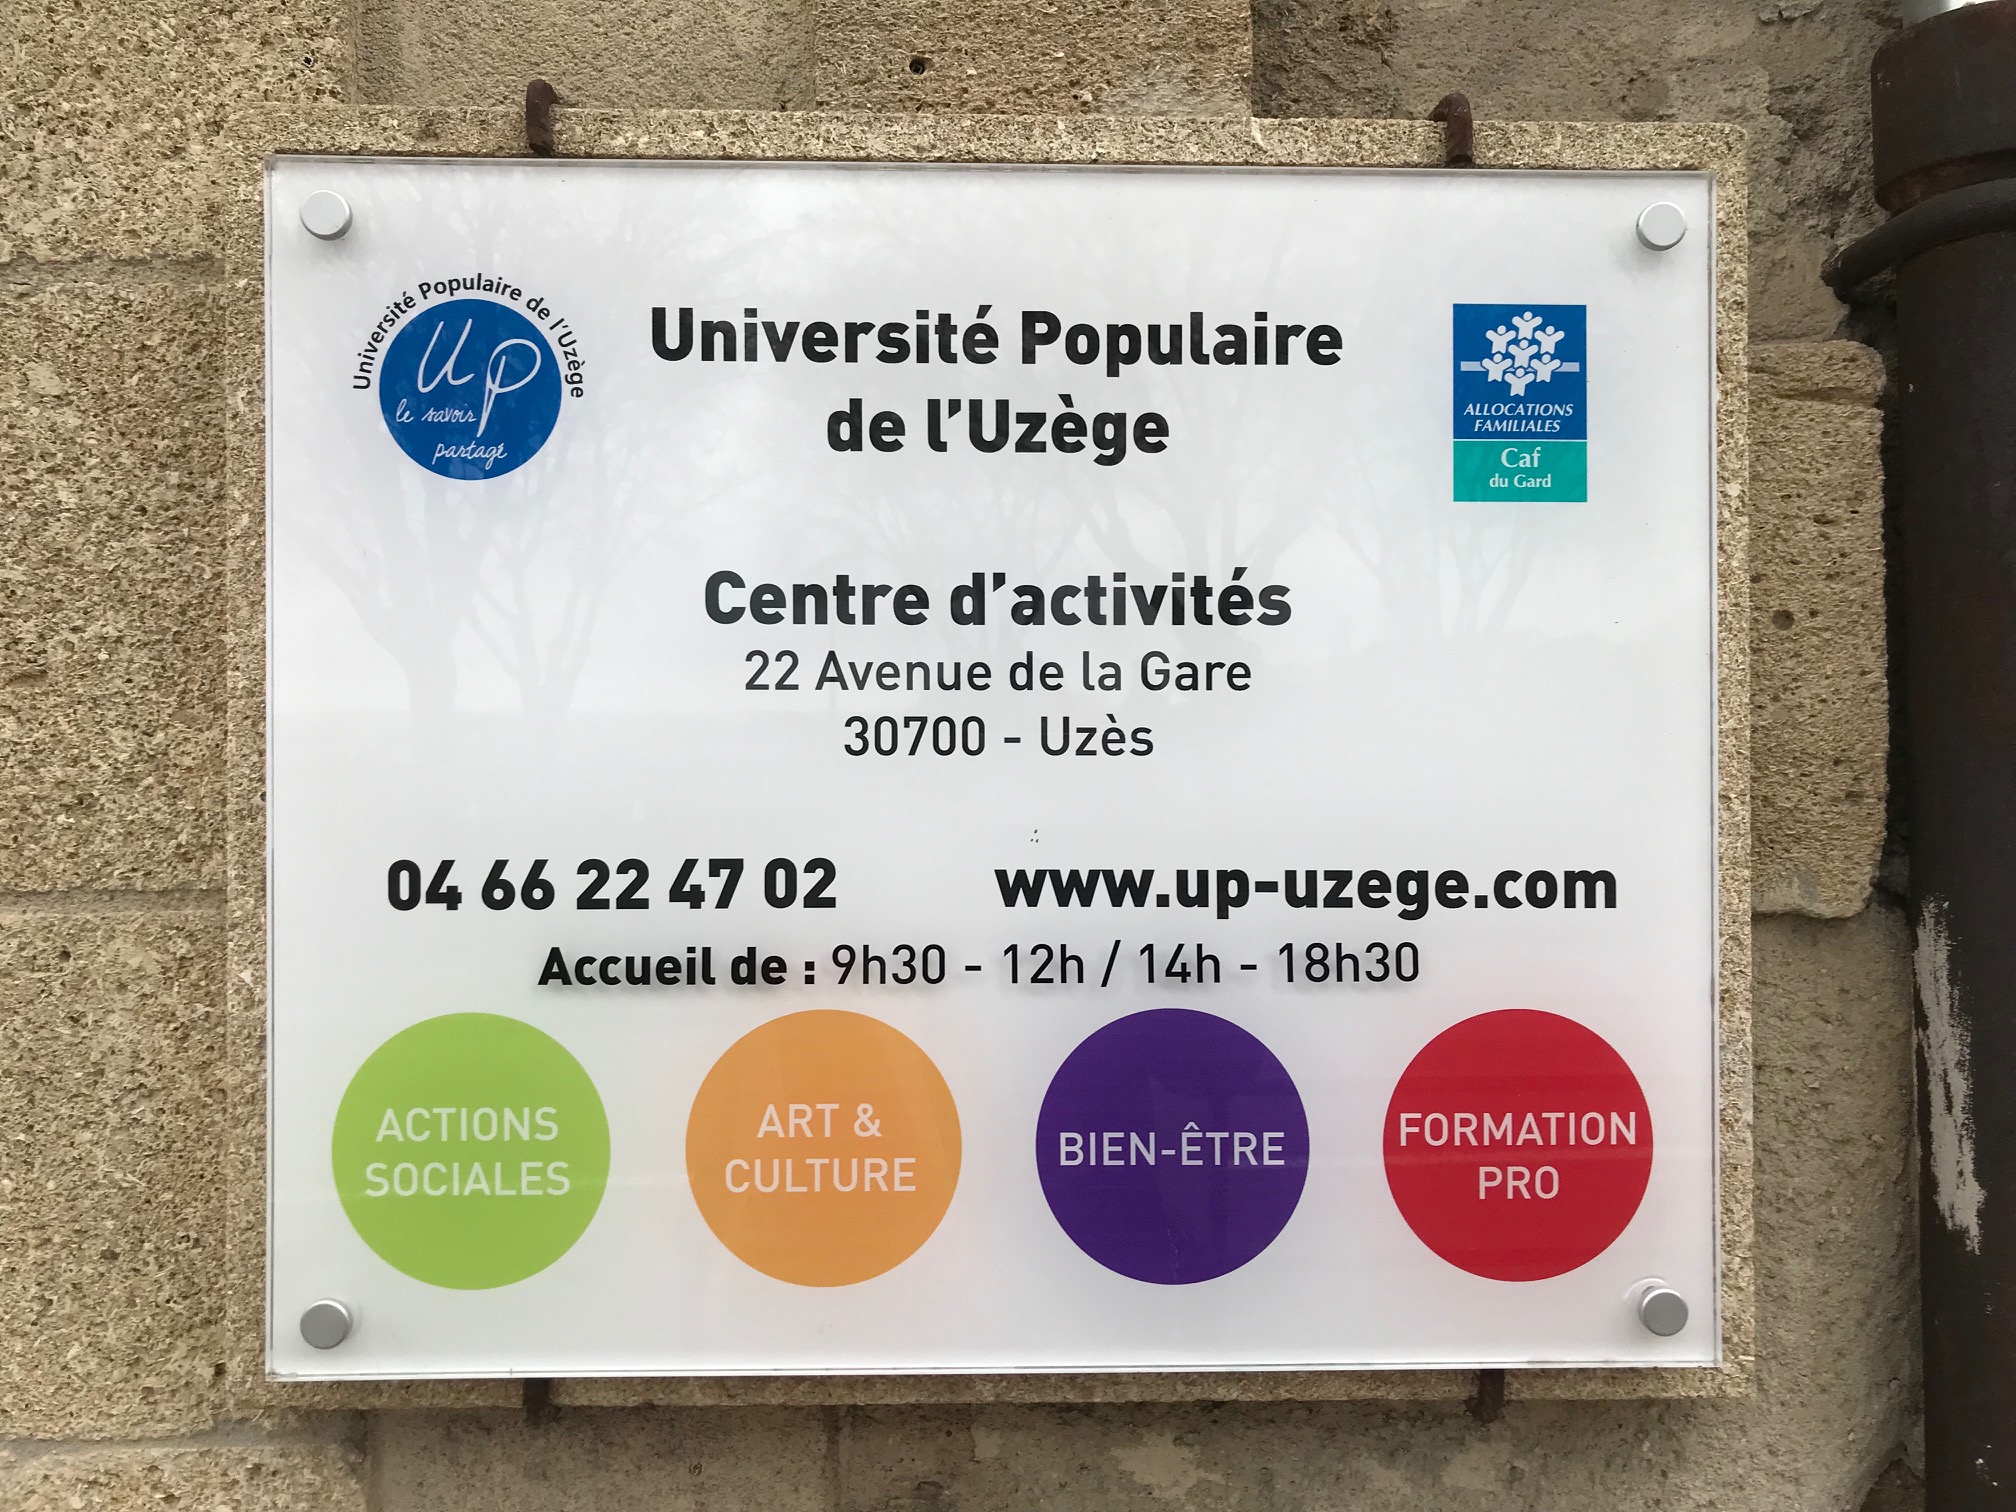 Université Populaire de l'Uzège
up
le savoir
partagé
Université Populaire
de l'Uzège
ALLOCATIONS
FAMILIALES
Caf
du Gard
Centre d'activités
22 Avenue de la Gare
30700 - Uzès
04 66 22 47 02
www.up-uzege.com
Accueil de : 9h30 - 12h / 14h - 18h30
ACTIONS
SOCIALES
ART &
CULTURE
BIEN-ÊTRE
FORMATION
PRO